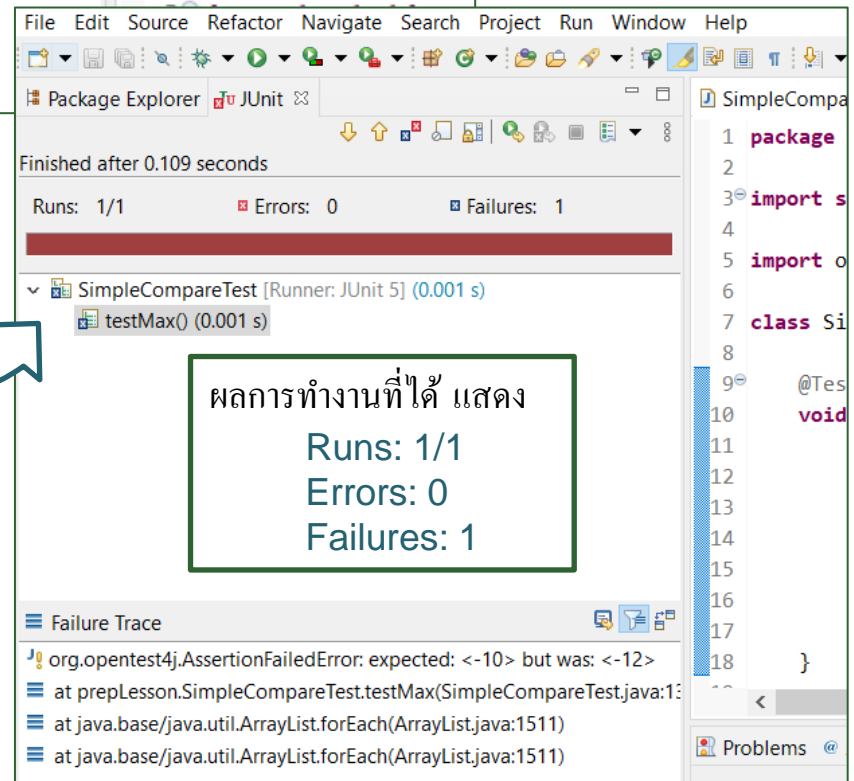 File Edit Source Refactor Navigate Search Project Run Window Help
Package Explorer JUnit
Finished after 0.109 seconds
Runs: 1/1 Errors: 0 Failures: 1
SimpleCompareTest [Runner: JUnit 5] (0.001 s)
testMax() (0.001 s)
ผลการทำงานที่ได้ แสดง
Runs: 1/1
Errors: 0
Failures: 1
Failure Trace
org.opentest4j.AssertionFailedError: expected: <-10> but was: <-12>
at prepLesson.SimpleCompareTest.testMax(SimpleCompareTest.java:13
at java.base/java.util.ArrayList.forEach(ArrayList.java:1511)
at java.base/java.util.ArrayList.forEach(ArrayList.java:1511)
SimpleCompa
1 package
2
3 import s
4
5 import o
6
7 class Si
8
9 @Tes
10 void
11
12
13
14
15
16
17
18 }
Problems @